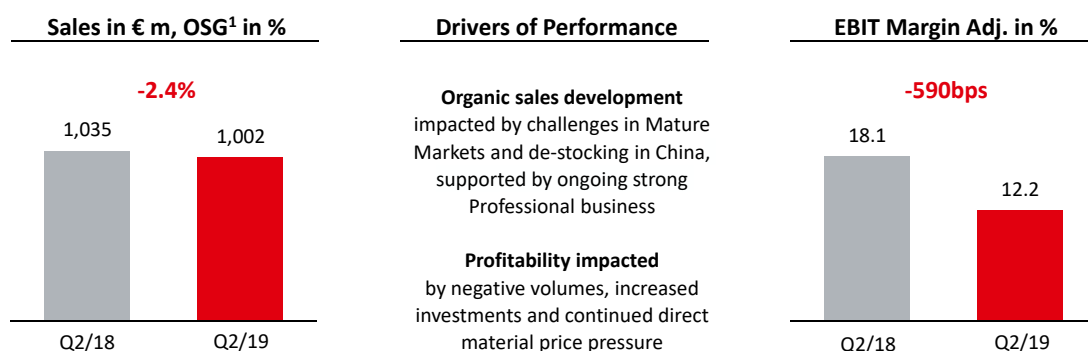 Sales in € m, OSG¹ in %
-2.4%
1,035
1,002
Q2/18
Q2/19
Drivers of Performance
Organic sales development
impacted by challenges in Mature
Markets and de-stocking in China,
supported by ongoing strong
Professional business
Profitability impacted
by negative volumes, increased
investments and continued direct
material price pressure
EBIT Margin Adj. in %
-590bps
18.1
12.2
Q2/18
Q2/19